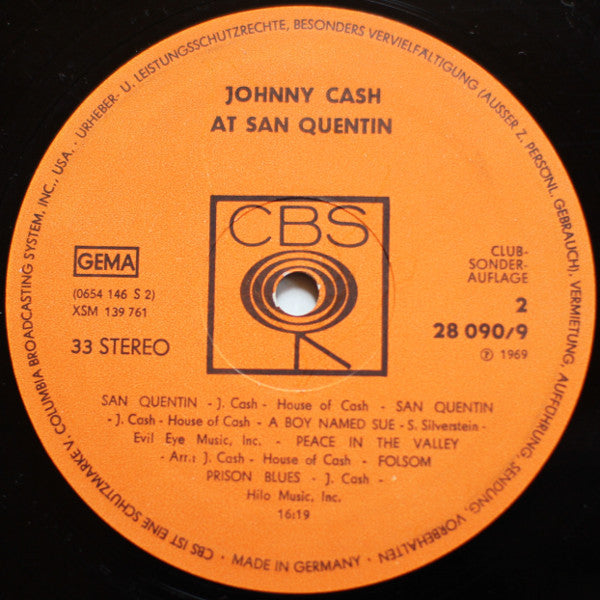 JOHNNY CASH
AT SAN QUENTIN
CBS
GEMA
(0654 146 S 2)
XSM 139 761
33 STEREO
CLUB-
SONDER-
AUFLAGE
2
28 090/9
Ⓟ 1969
SAN QUENTIN - J. Cash - House of Cash - SAN QUENTIN
- J. Cash - House of Cash - A BOY NAMED SUE - S. Silverstein -
Evil Eye Music, Inc. - PEACE IN THE VALLEY
- Arr.: J. Cash - House of Cash - FOLSOM
PRISON BLUES - J. Cash -
Hilo Music, Inc.
16:19
CBS IST EINE SCHUTZMARKE V. COLUMBIA BROADCASTING SYSTEM, INC., USA. · URHEBER- U. LEISTUNGSSCHUTZRECHTE, BESONDERS VERVIELFÄLTIGUNG (AUSSER Z. PERSÖNL. GEBRAUCH), VERMIETUNG, AUFFÜHRUNG, SENDUNG, VORBEHALTEN · MADE IN GERMANY ·